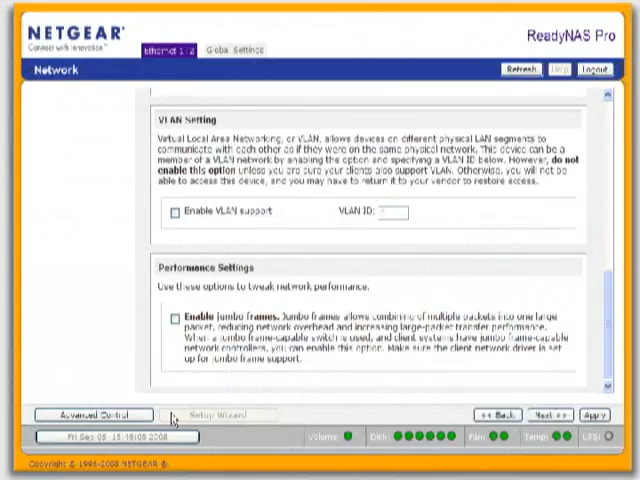 NETGEAR®
Connect with Innovation™
ReadyNAS Pro
Ethernet 1-2 Global Settings
Network
Refresh Help Logout
VLAN Setting
Virtual Local Area Networking, or VLAN, allows devices on different physical LAN segments to
communicate with each other as if they were on the same physical network. This device can be a
member of a VLAN network by enabling the option and specifying a VLAN ID below. However, do not
enable this option unless you are sure your clients also support VLAN. Otherwise, you will not be
able to access this device, and you may have to return it to your vendor to restore access.
Enable VLAN support VLAN ID:
Performance Settings
Use these options to tweak network performance.
Enable jumbo frames. Jumbo frames allows combining of multiple packets into one large
packet, reducing network overhead and increasing large-packet transfer performance.
When a jumbo frame-capable switch is used, and client systems have jumbo frame-capable
network controllers, you can enable this option. Make sure the client network driver is set
up for jumbo frame support.
Advanced Control Setup Wizard << Back Next >> Apply
Fri Sep 05 15:46:05 2008 Volume: Disk: Fan: Temp: UPS:
Copyright © 1996-2008 NETGEAR ®